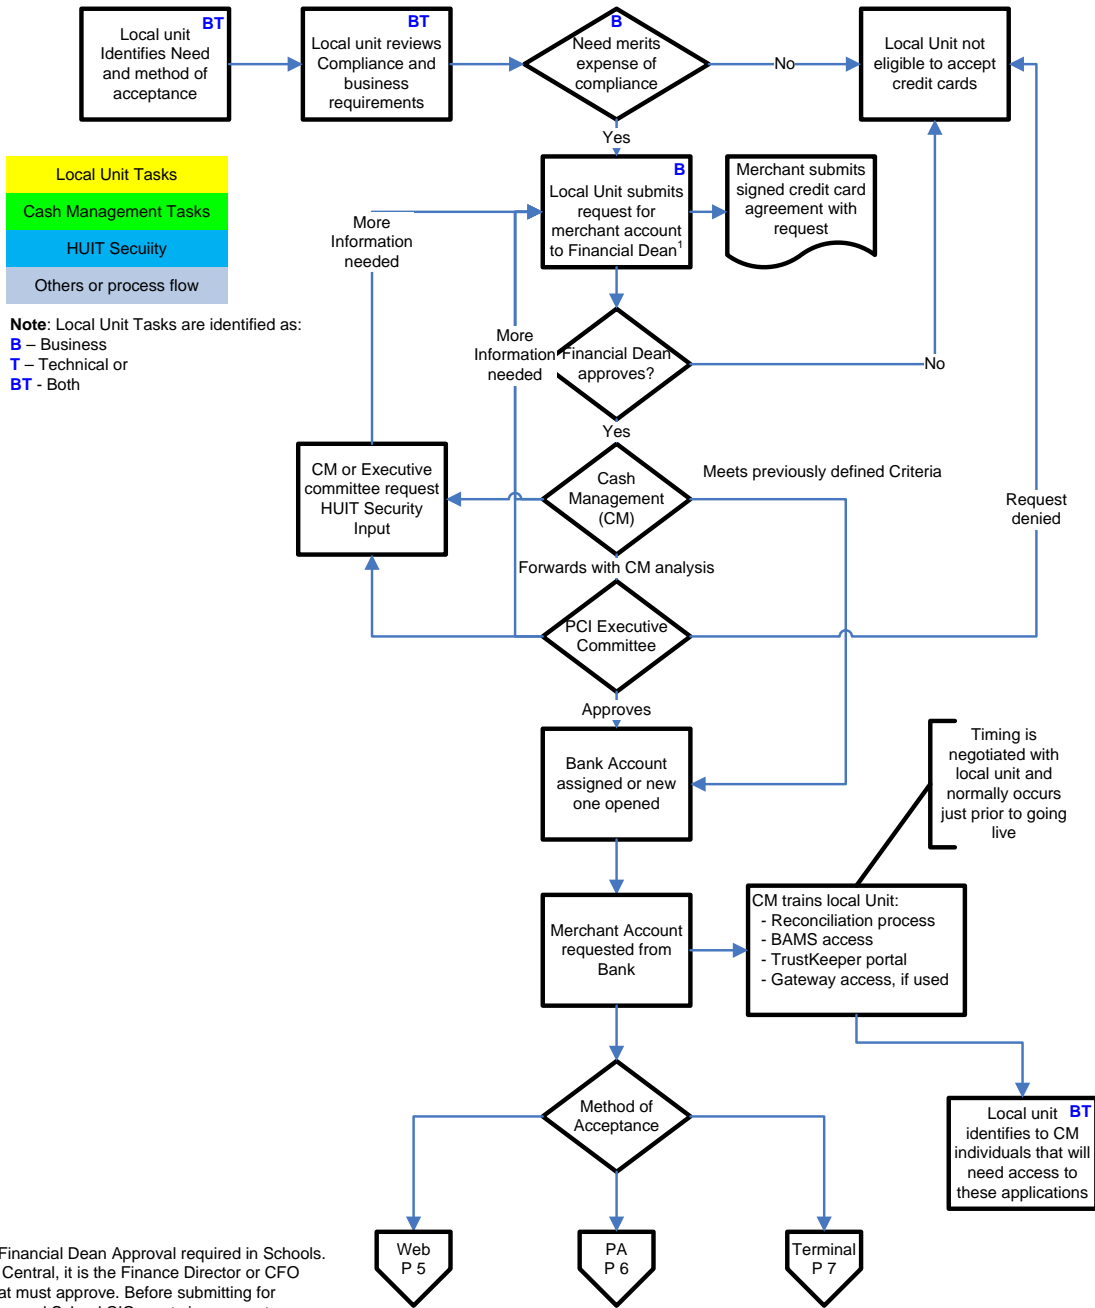 BT
Local unit
Identifies Need
and method of
acceptance
BT
Local unit reviews
Compliance and
business
requirements
B
Need merits
expense of
compliance
No
Local Unit not
eligible to accept
credit cards
Yes
Local Unit Tasks
Cash Management Tasks
HUIT Secuiity
Others or process flow
Note: Local Unit Tasks are identified as:
B – Business
T – Technical or
BT - Both
B
Local Unit submits
request for
merchant account
to Financial Dean1
Merchant submits
signed credit card
agreement with
request
More
Information
needed
More
Information
needed
Financial Dean
approves?
No
Yes
CM or Executive
committee request
HUIT Security
Input
Cash
Management
(CM)
Meets previously defined Criteria
Request
denied
Forwards with CM analysis
PCI Executive
Committee
Approves
Bank Account
assigned or new
one opened
Timing is
negotiated with
local unit and
normally occurs
just prior to going
live
Merchant Account
requested from
Bank
CM trains local Unit:
- Reconciliation process
- BAMS access
- TrustKeeper portal
- Gateway access, if used
Method of
Acceptance
BT
Local unit
identifies to CM
individuals that will
need access to
these applications
Web
P 5
PA
P 6
Terminal
P 7
Financial Dean Approval required in Schools.
Central, it is the Finance Director or CFO
at must approve. Before submitting for